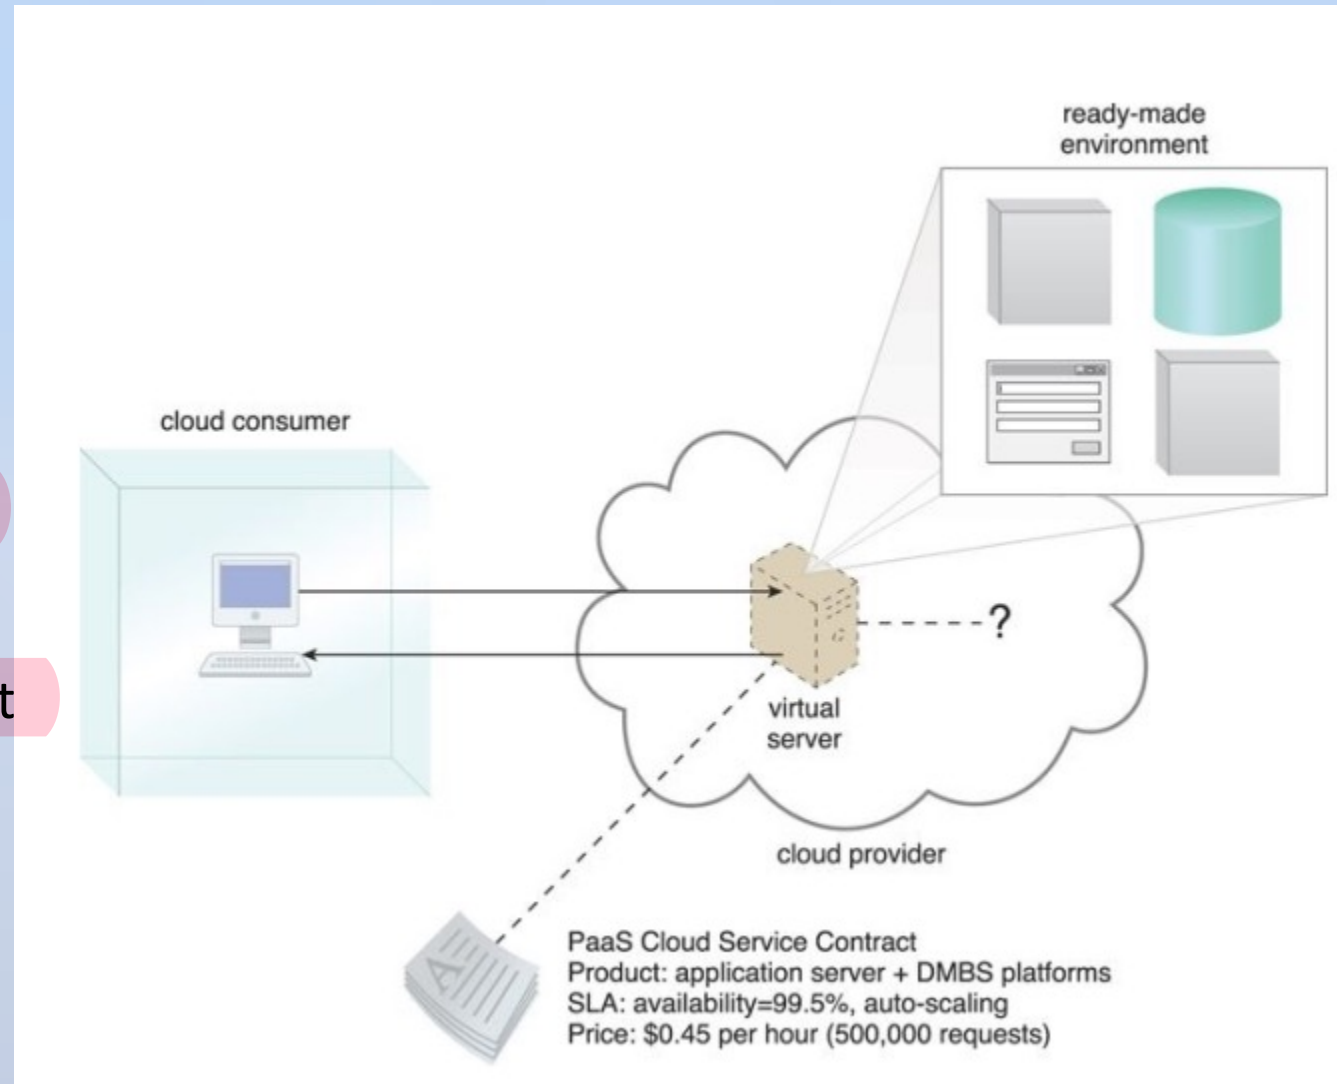 ready-made
environment
cloud consumer
?
t
virtual
server
cloud provider
A
PaaS Cloud Service Contract
Product: application server + DMBS platforms
SLA: availability=99.5%, auto-scaling
Price: $0.45 per hour (500,000 requests)